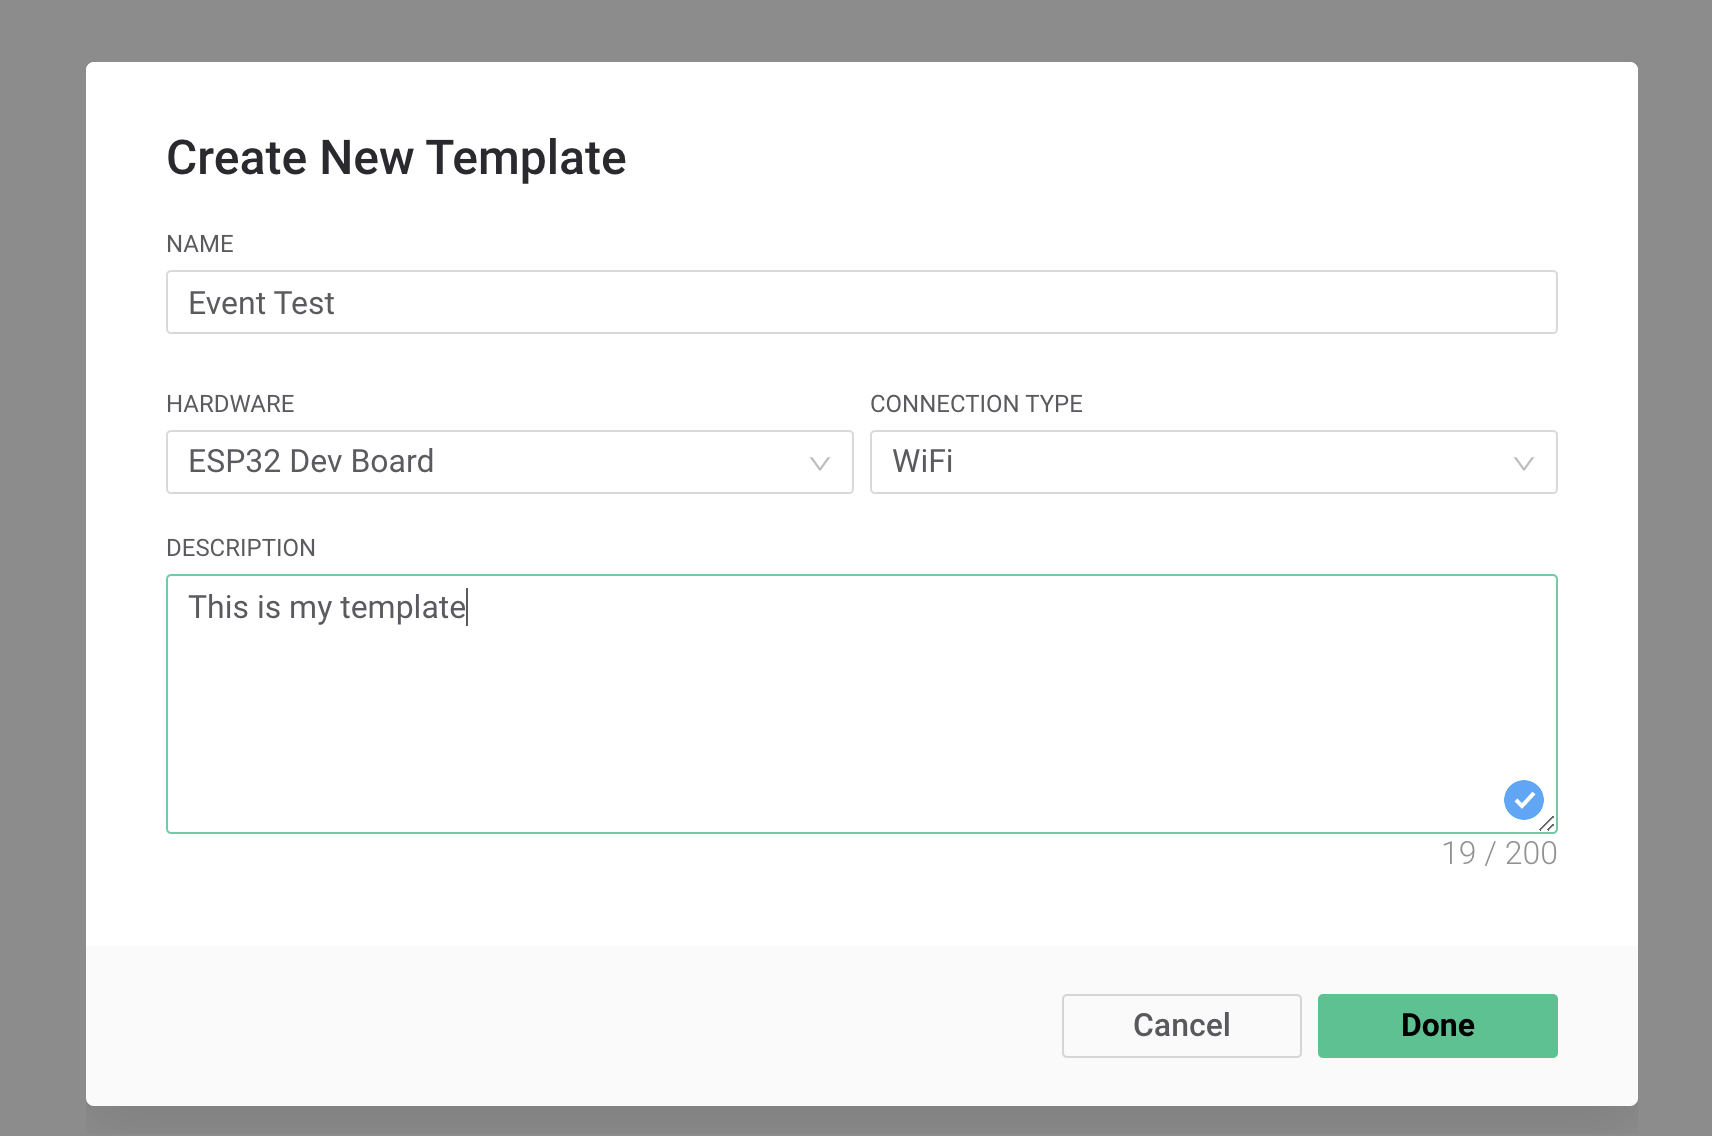 Create New Template
NAME
Event Test
HARDWARE
CONNECTION TYPE
ESP32 Dev Board
WiFi
DESCRIPTION
This is my template
19 / 200
Cancel
Done